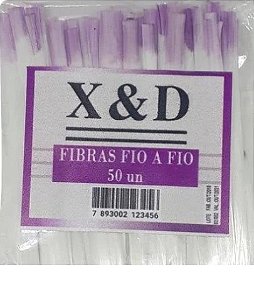 X & D
FIBRAS FIO A FIO
50 un
7 893002 123456